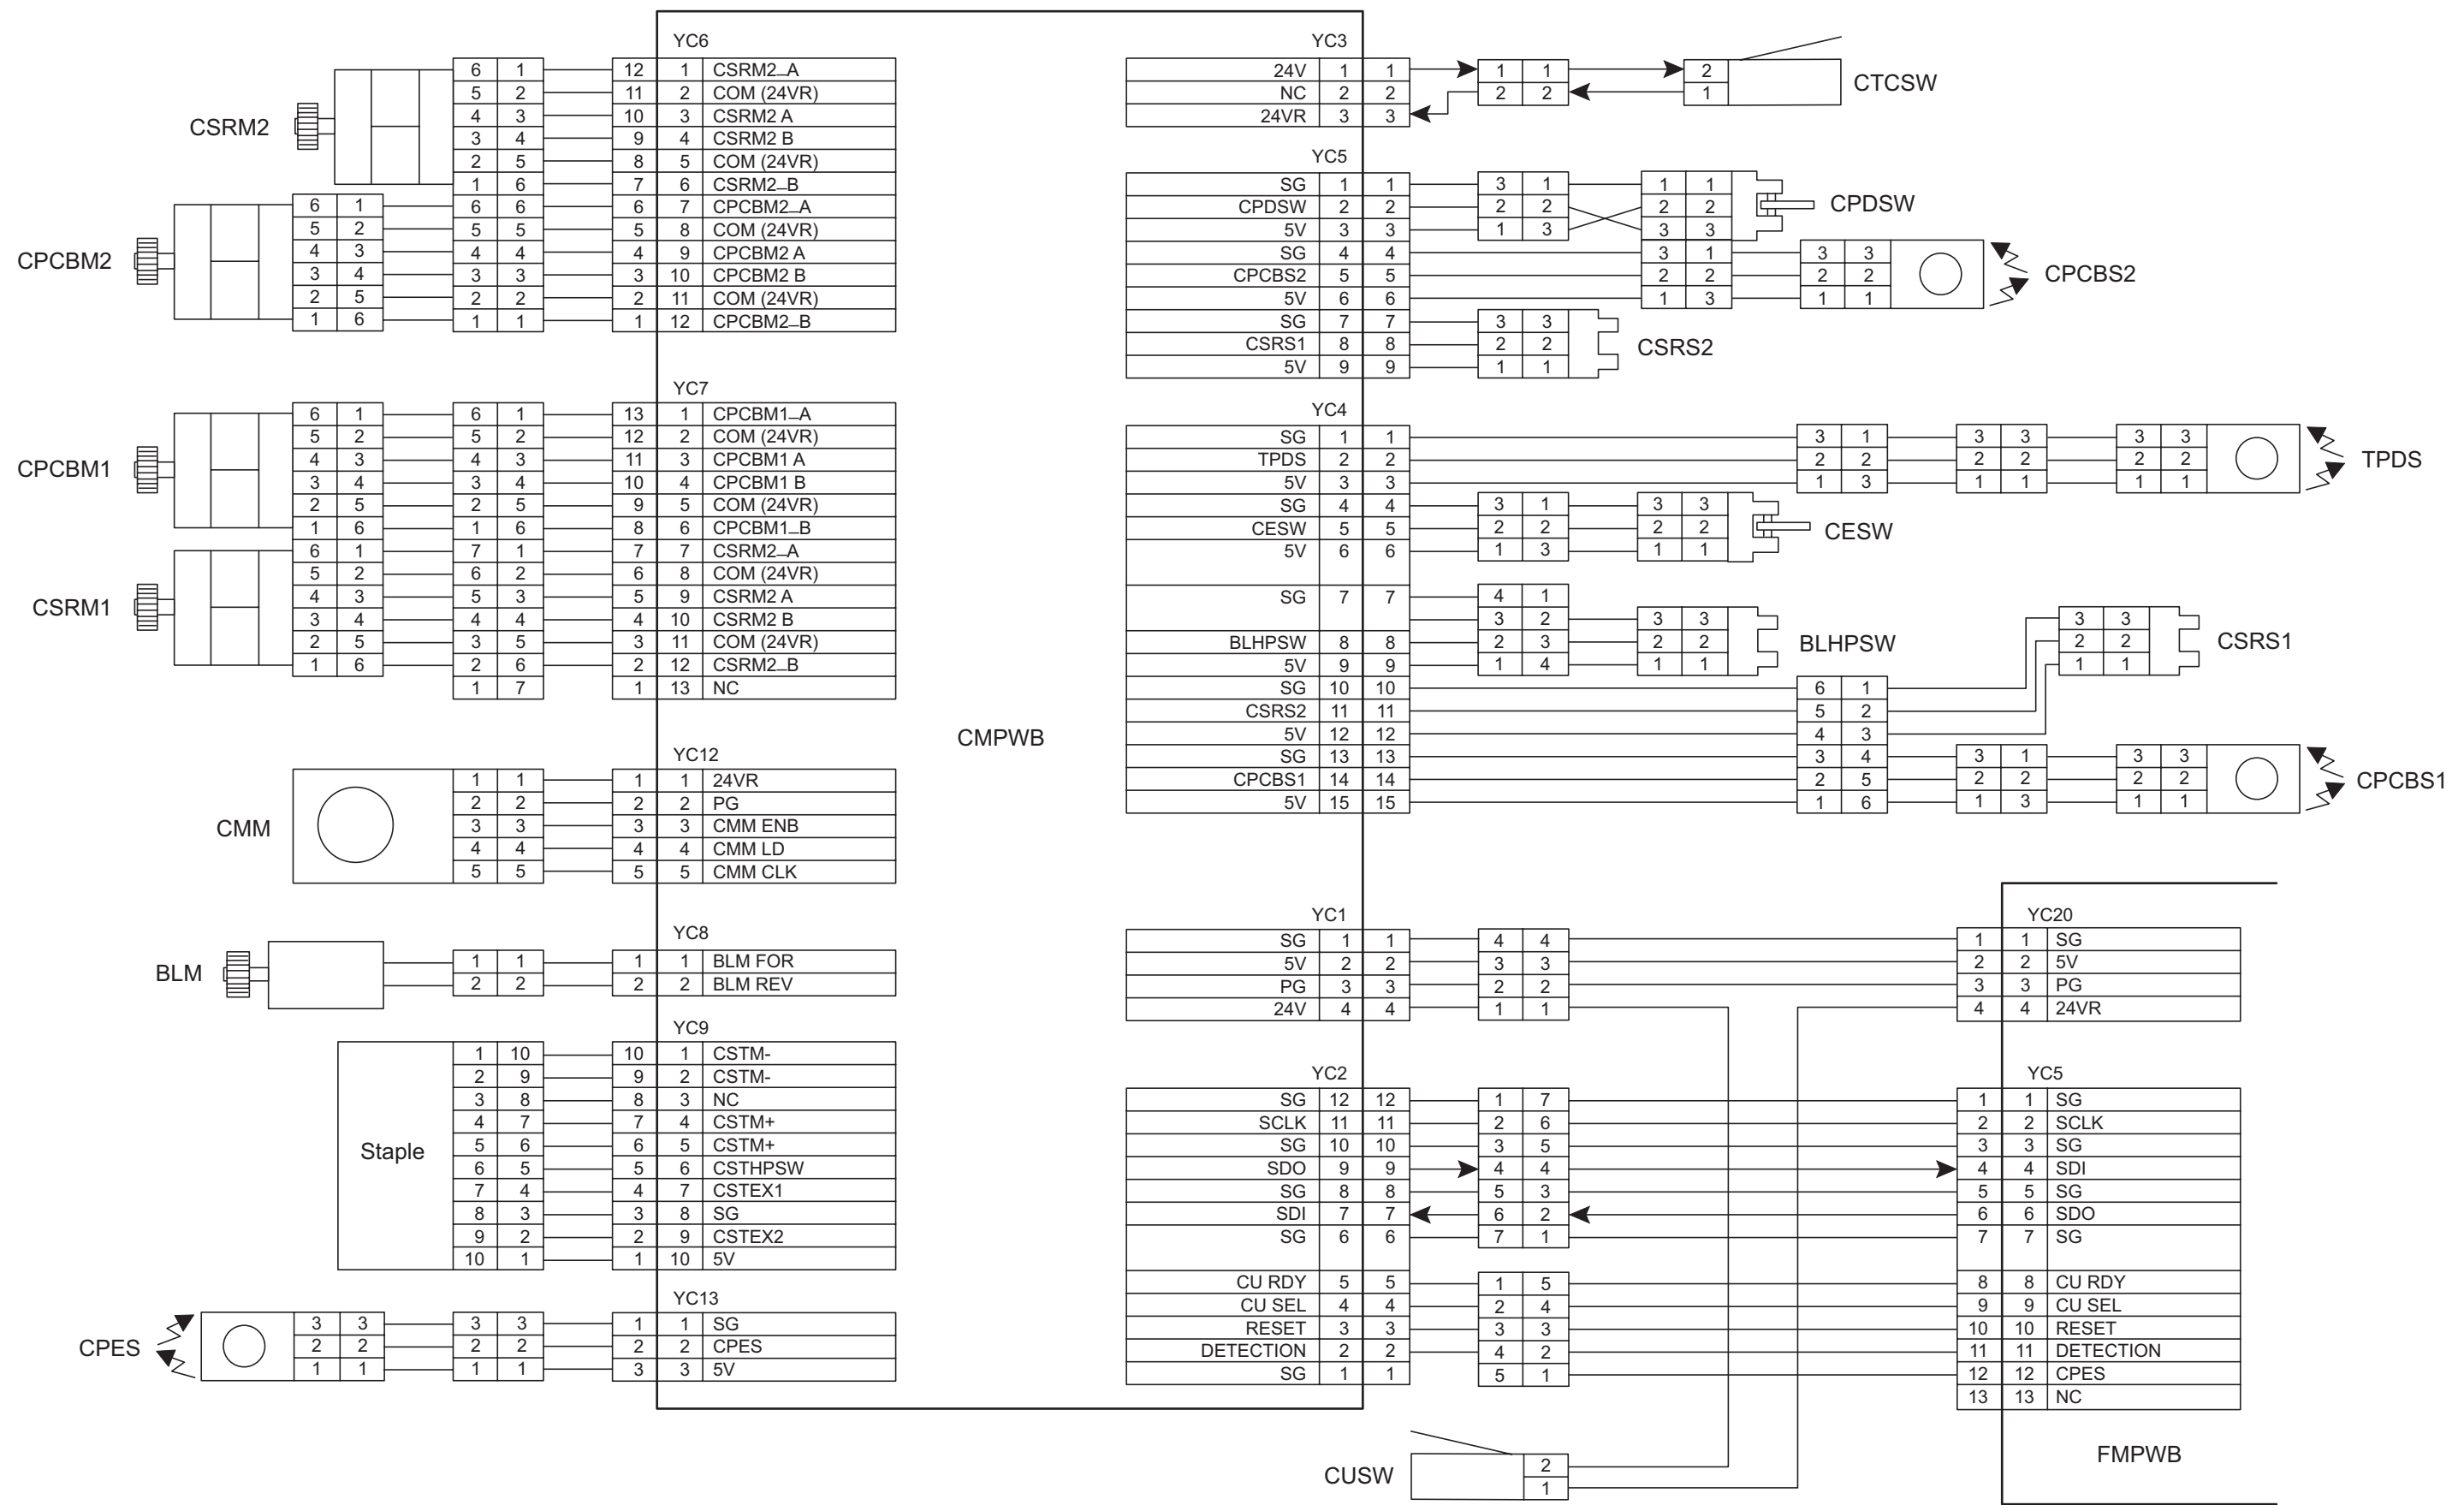 YC6
CSRM2
6 1 12 1 CSRM2_A
5 2 11 2 COM (24VR)
4 3 10 3 CSRM2 A
3 4 9 4 CSRM2 B
2 5 8 5 COM (24VR)
1 6 7 6 CSRM2_B
CPCBM2
6 1 6 6 6 7 CPCBM2_A
5 2 5 5 5 8 COM (24VR)
4 3 4 4 4 9 CPCBM2 A
3 4 3 3 3 10 CPCBM2 B
2 5 2 2 2 11 COM (24VR)
1 6 1 1 1 12 CPCBM2_B
YC7
CPCBM1
6 1 6 1 13 1 CPCBM1_A
5 2 5 2 12 2 COM (24VR)
4 3 4 3 11 3 CPCBM1 A
3 4 3 4 10 4 CPCBM1 B
2 5 2 5 9 5 COM (24VR)
1 6 1 6 8 6 CPCBM1_B
CSRM1
6 1 7 1 7 7 CSRM2_A
5 2 6 2 6 8 COM (24VR)
4 3 5 3 5 9 CSRM2 A
3 4 4 4 4 10 CSRM2 B
2 5 3 5 3 11 COM (24VR)
1 6 2 6 2 12 CSRM2_B
1 7 1 13 NC
YC12
CMM
1 1 1 1 24VR
2 2 2 2 PG
3 3 3 3 CMM ENB
4 4 4 4 CMM LD
5 5 5 5 CMM CLK
YC8
BLM
1 1 1 1 BLM FOR
2 2 2 2 BLM REV
YC9
Staple
1 10 10 1 CSTM-
2 9 9 2 CSTM-
3 8 8 3 NC
4 7 7 4 CSTM+
5 6 6 5 CSTM+
6 5 5 6 CSTHPSW
7 4 4 7 CSTEX1
8 3 3 8 SG
9 2 2 9 CSTEX2
10 1 1 10 5V
YC13
CPES
3 3 3 3 1 1 SG
2 2 2 2 2 2 CPES
1 1 1 1 3 3 5V
CMPWB
YC3
24V 1 1 1 1 2
NC 2 2 2 2 1
24VR 3 3
CTCSW
YC5
SG 1 1 3 1 1 1
CPDSW 2 2 2 2 2 2
5V 3 3 1 3 3 3
CPDSW
SG 4 4 3 1 3 3
CPCBS2 5 5 2 2 2 2
5V 6 6 1 3 1 1
CPCBS2
SG 7 7 3 3
CSRS1 8 8 2 2
5V 9 9 1 1
CSRS2
YC4
SG 1 1 3 1 3 3 3 3
TPDS 2 2 2 2 2 2 2 2
5V 3 3 1 3 1 1 1 1
TPDS
SG 4 4 3 1 3 3
CESW 5 5 2 2 2 2
5V 6 6 1 3 1 1
CESW
SG 7 7 4 1
3 2 3 3
BLHPSW 8 8 2 3 2 2
5V 9 9 1 4 1 1
BLHPSW
SG 10 10 6 1 3 3
CSRS2 11 11 5 2 2 2
5V 12 12 4 3 1 1
CSRS1
SG 13 13 3 4 3 1 3 3
CPCBS1 14 14 2 5 2 2 2 2
5V 15 15 1 6 1 3 1 1
CPCBS1
YC1 YC20
SG 1 1 4 4 1 1 SG
5V 2 2 3 3 2 2 5V
PG 3 3 2 2 3 3 PG
24V 4 4 1 1 4 4 24VR
YC2 YC5
SG 12 12 1 7 1 1 SG
SCLK 11 11 2 6 2 2 SCLK
SG 10 10 3 5 3 3 SG
SDO 9 9 4 4 4 4 SDI
SG 8 8 5 3 5 5 SG
SDI 7 7 6 2 6 6 SDO
SG 6 6 7 1 7 7 SG
CU RDY 5 5 1 5 8 8 CU RDY
CU SEL 4 4 2 4 9 9 CU SEL
RESET 3 3 3 3 10 10 RESET
DETECTION 2 2 4 2 11 11 DETECTION
SG 1 1 5 1 12 12 CPES
13 13 NC
CUSW
2
1
FMPWB